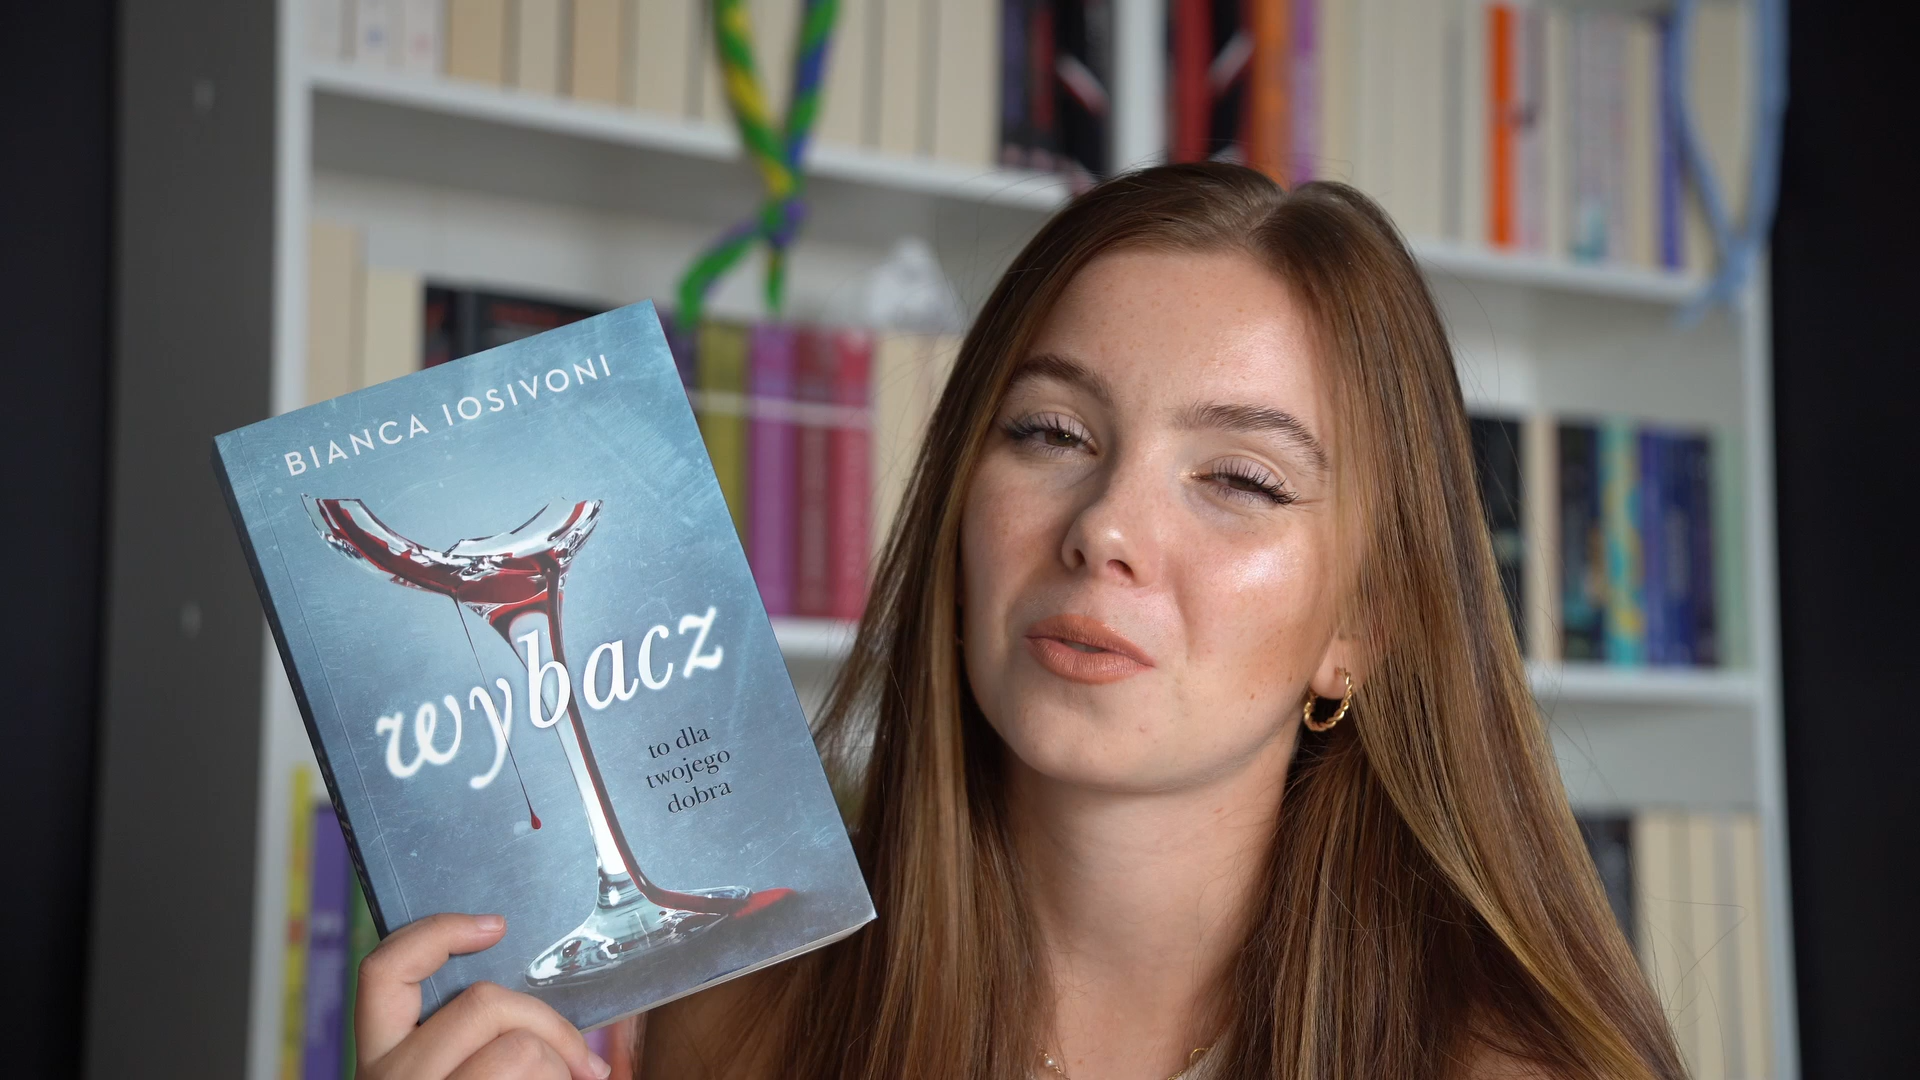 BIANCA IOSIVONI
wybacz
to dla
twojego
dobra